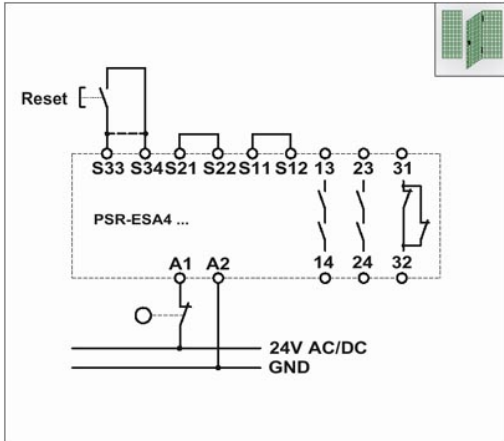 Reset
S33 S34 S21 S22 S11 S12 13 23 31
PSR-ESA4 ...
A1 A2 14 24 32
24V AC/DC
GND